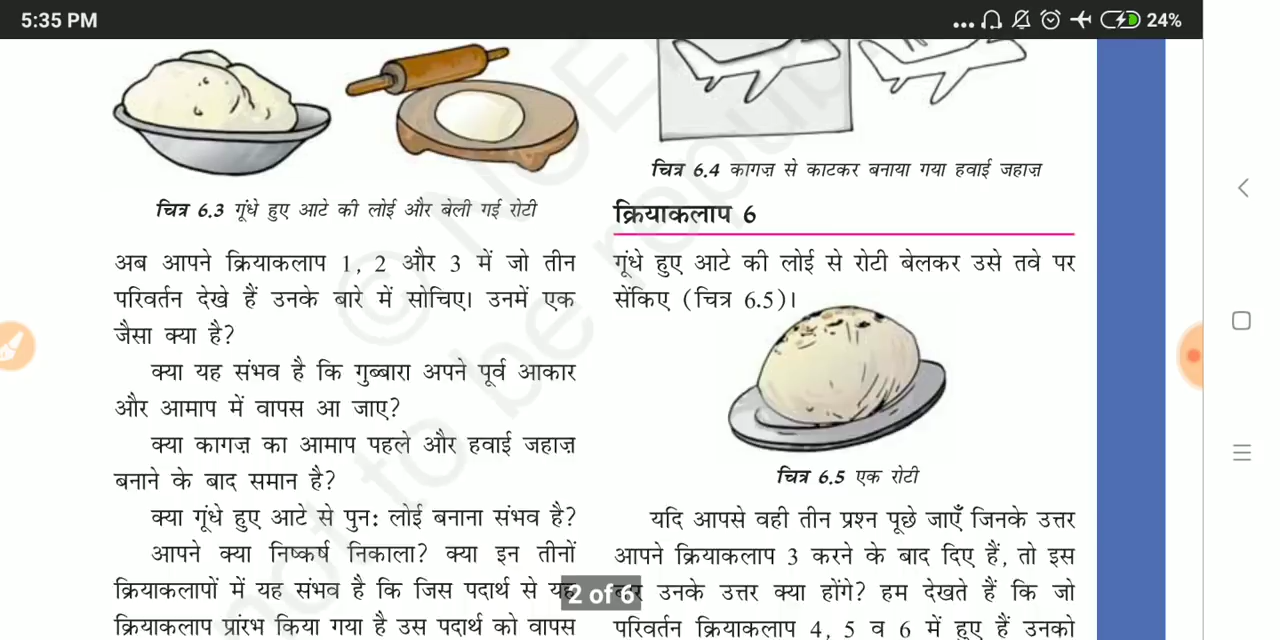 5:35 PM
24%
चित्र 6.3 गूंधे हुए आटे की लोई और बेली गई रोटी
अब आपने क्रियाकलाप 1, 2 और 3 में जो तीन
परिवर्तन देखे हैं उनके बारे में सोचिए। उनमें एक
जैसा क्या है?
क्या यह संभव है कि गुब्बारा अपने पूर्व आकार
और आमाप में वापस आ जाए?
क्या कागज़ का आमाप पहले और हवाई जहाज़
बनाने के बाद समान है?
क्या गूंधे हुए आटे से पुन: लोई बनाना संभव है?
आपने क्या निष्कर्ष निकाला? क्या इन तीनों
क्रियाकलापों में यह संभव है कि जिस पदार्थ से यह
क्रियाकलाप प्रारंभ किया गया है उस पदार्थ को वापस
चित्र 6.4 कागज़ से काटकर बनाया गया हवाई जहाज़
क्रियाकलाप 6
गूंधे हुए आटे की लोई से रोटी बेलकर उसे तवे पर
सेंकिए (चित्र 6.5)।
चित्र 6.5 एक रोटी
यदि आपसे वही तीन प्रश्न पूछे जाएँ जिनके उत्तर
आपने क्रियाकलाप 3 करने के बाद दिए हैं, तो इस
उनके उत्तर क्या होंगे? हम देखते हैं कि जो
परिवर्तन क्रियाकलाप 4, 5 व 6 में हुए हैं उनको
2 of 6
not to be republ